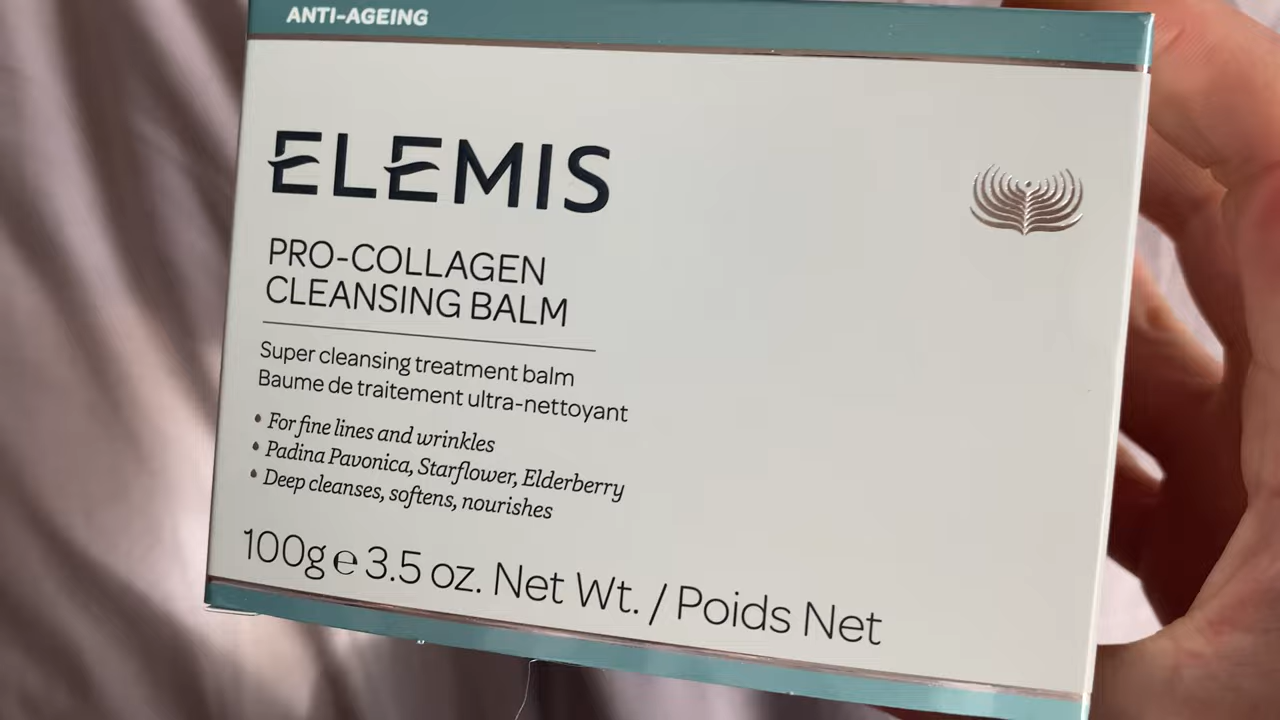 ANTI-AGEING
ELEMIS
PRO-COLLAGEN
CLEANSING BALM
Super cleansing treatment balm
Baume de traitement ultra-nettoyant
• For fine lines and wrinkles
• Padina Pavonica, Starflower, Elderberry
• Deep cleanses, softens, nourishes
100g ℮ 3.5 oz. Net Wt. / Poids Net